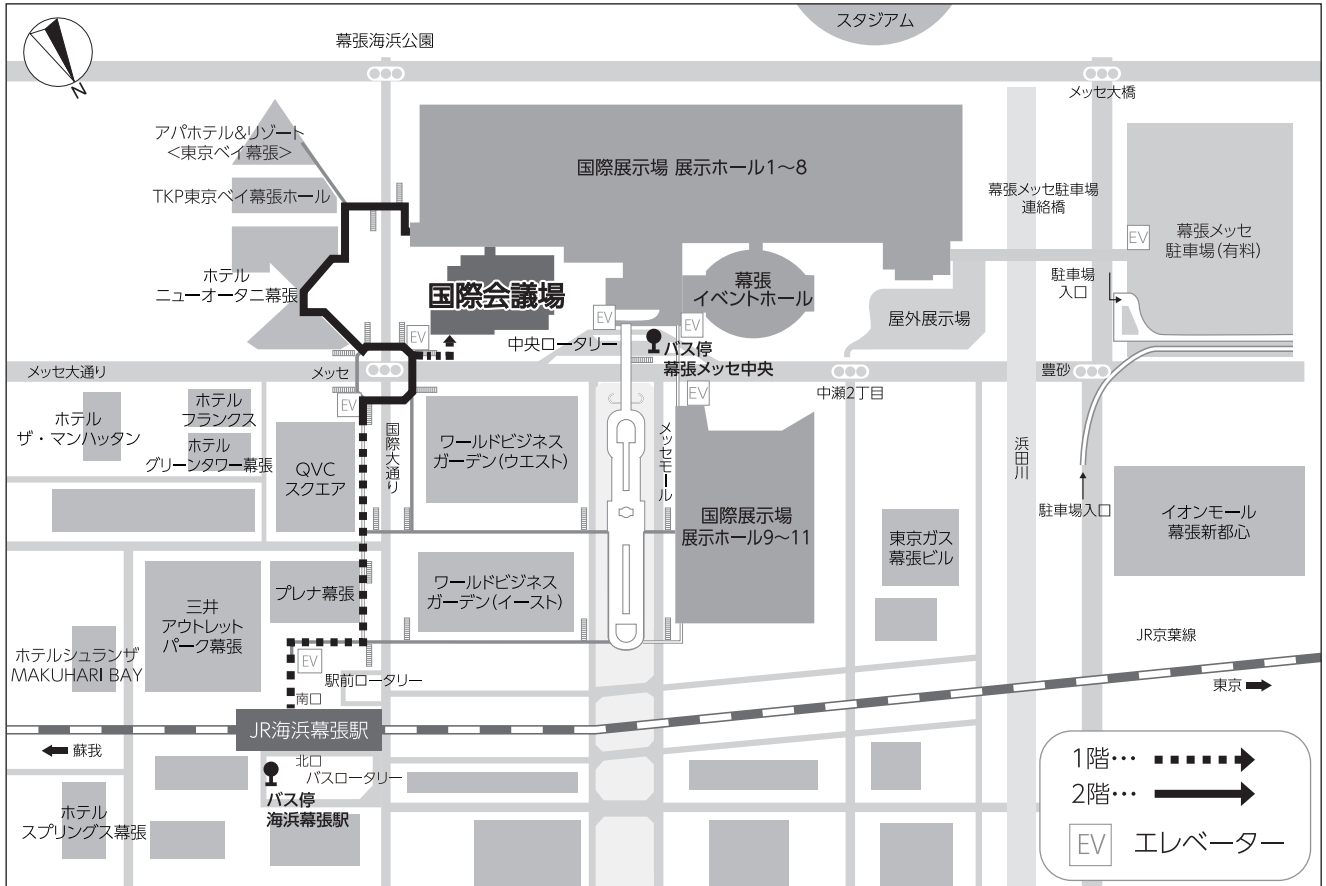 スタジアム
幕張海浜公園
N
メッセ大橋
アパホテル&リゾート
<東京ベイ幕張>
国際展示場 展示ホール1〜8
TKP東京ベイ幕張ホール
幕張メッセ駐車場
連絡橋
EV
幕張メッセ
駐車場(有料)
ホテル
ニューオータニ幕張
国際会議場
幕張
イベントホール
駐車場
入口
屋外展示場
EV
EV
EV
中央ロータリー
バス停
幕張メッセ中央
メッセ大通り
メッセ
中瀬2丁目
豊砂
EV
EV
ホテル
ザ・マンハッタン
ホテル
フランクス
ホテル
グリーンタワー幕張
QVC
スクエア
国際大通り
ワールドビジネス
ガーデン(ウエスト)
メッセモール
浜田川
国際展示場
展示ホール9〜11
東京ガス
幕張ビル
駐車場入口
イオンモール
幕張新都心
三井
アウトレット
パーク幕張
プレナ幕張
ワールドビジネス
ガーデン(イースト)
JR京葉線
ホテルシュランザ
MAKUHARI BAY
EV
駅前ロータリー
南口
東京
JR海浜幕張駅
蘇我
北口
バスロータリー
バス停
海浜幕張駅
ホテル
スプリングス幕張
1階…
2階…
EV エレベーター